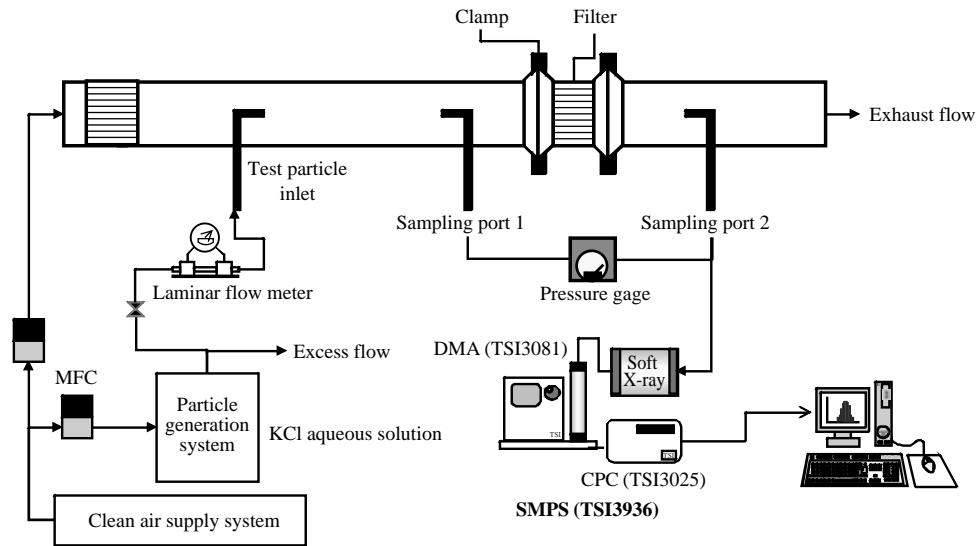 Clamp
Filter
Exhaust flow
Test particle
inlet
Sampling port 1
Sampling port 2
Laminar flow meter
Pressure gage
Excess flow
DMA (TSI3081)
Soft
X-ray
MFC
Particle
generation
system
KCl aqueous solution
TSI
TSI
CPC (TSI3025)
SMPS (TSI3936)
Clean air supply system